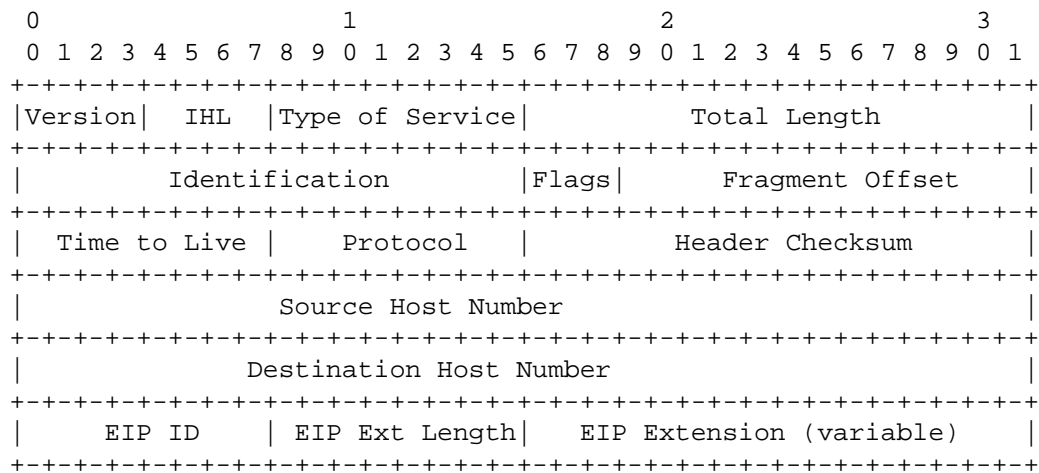 0                   1                   2                   3
 0 1 2 3 4 5 6 7 8 9 0 1 2 3 4 5 6 7 8 9 0 1 2 3 4 5 6 7 8 9 0 1
+-+-+-+-+-+-+-+-+-+-+-+-+-+-+-+-+-+-+-+-+-+-+-+-+-+-+-+-+-+-+-+-+
|Version|  IHL  |Type of Service|          Total Length         |
+-+-+-+-+-+-+-+-+-+-+-+-+-+-+-+-+-+-+-+-+-+-+-+-+-+-+-+-+-+-+-+-+
|         Identification        |Flags|      Fragment Offset    |
+-+-+-+-+-+-+-+-+-+-+-+-+-+-+-+-+-+-+-+-+-+-+-+-+-+-+-+-+-+-+-+-+
|  Time to Live |    Protocol   |         Header Checksum       |
+-+-+-+-+-+-+-+-+-+-+-+-+-+-+-+-+-+-+-+-+-+-+-+-+-+-+-+-+-+-+-+-+
|                Source Host Number                             |
+-+-+-+-+-+-+-+-+-+-+-+-+-+-+-+-+-+-+-+-+-+-+-+-+-+-+-+-+-+-+-+-+
|              Destination Host Number                          |
+-+-+-+-+-+-+-+-+-+-+-+-+-+-+-+-+-+-+-+-+-+-+-+-+-+-+-+-+-+-+-+-+
|     EIP ID    | EIP Ext Length|   EIP Extension (variable)    |
+-+-+-+-+-+-+-+-+-+-+-+-+-+-+-+-+-+-+-+-+-+-+-+-+-+-+-+-+-+-+-+-+